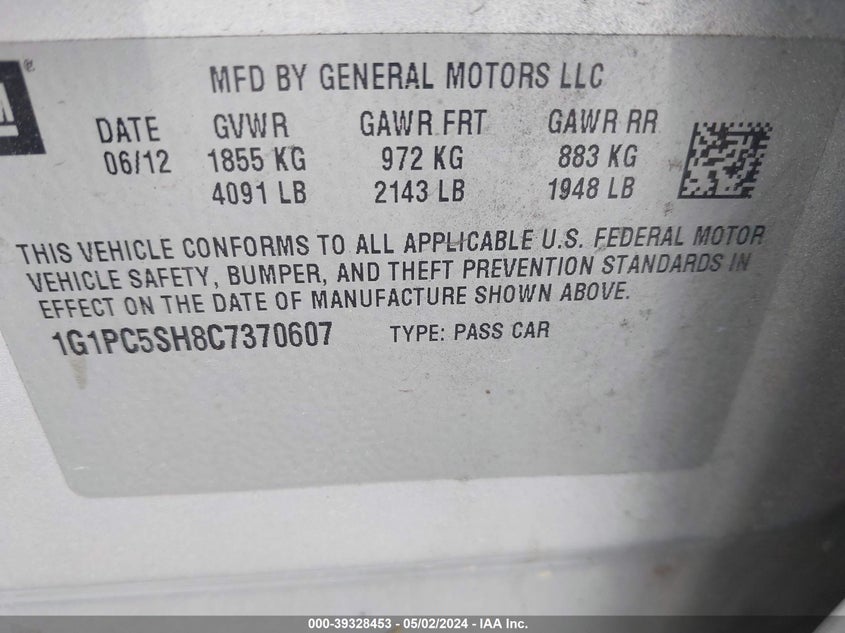 M®
MFD BY GENERAL MOTORS LLC
DATE GVWR GAWR FRT GAWR RR
06/12 1855 KG 972 KG 883 KG
4091 LB 2143 LB 1948 LB
THIS VEHICLE CONFORMS TO ALL APPLICABLE U.S. FEDERAL MOTOR
VEHICLE SAFETY, BUMPER, AND THEFT PREVENTION STANDARDS IN
EFFECT ON THE DATE OF MANUFACTURE SHOWN ABOVE.
1G1PC5SH8C7370607 TYPE: PASS CAR
000-39328453 - 05/02/2024 - IAA Inc.